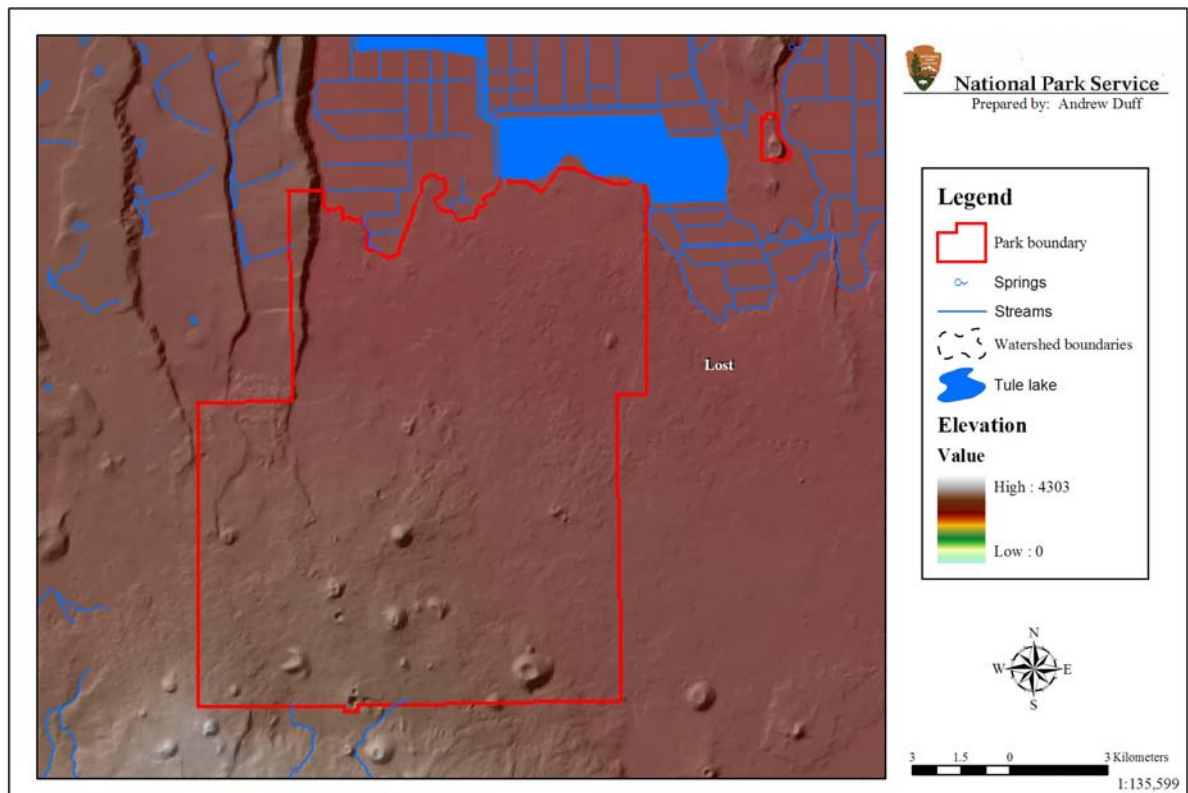 National Park Service
Prepared by: Andrew Duff
Lost
Legend
Park boundary
Springs
Streams
Watershed boundaries
Tule lake
Elevation
Value
High : 4303
Low : 0
N
W E
S
3 1.5 0 3 Kilometers
1:135,599